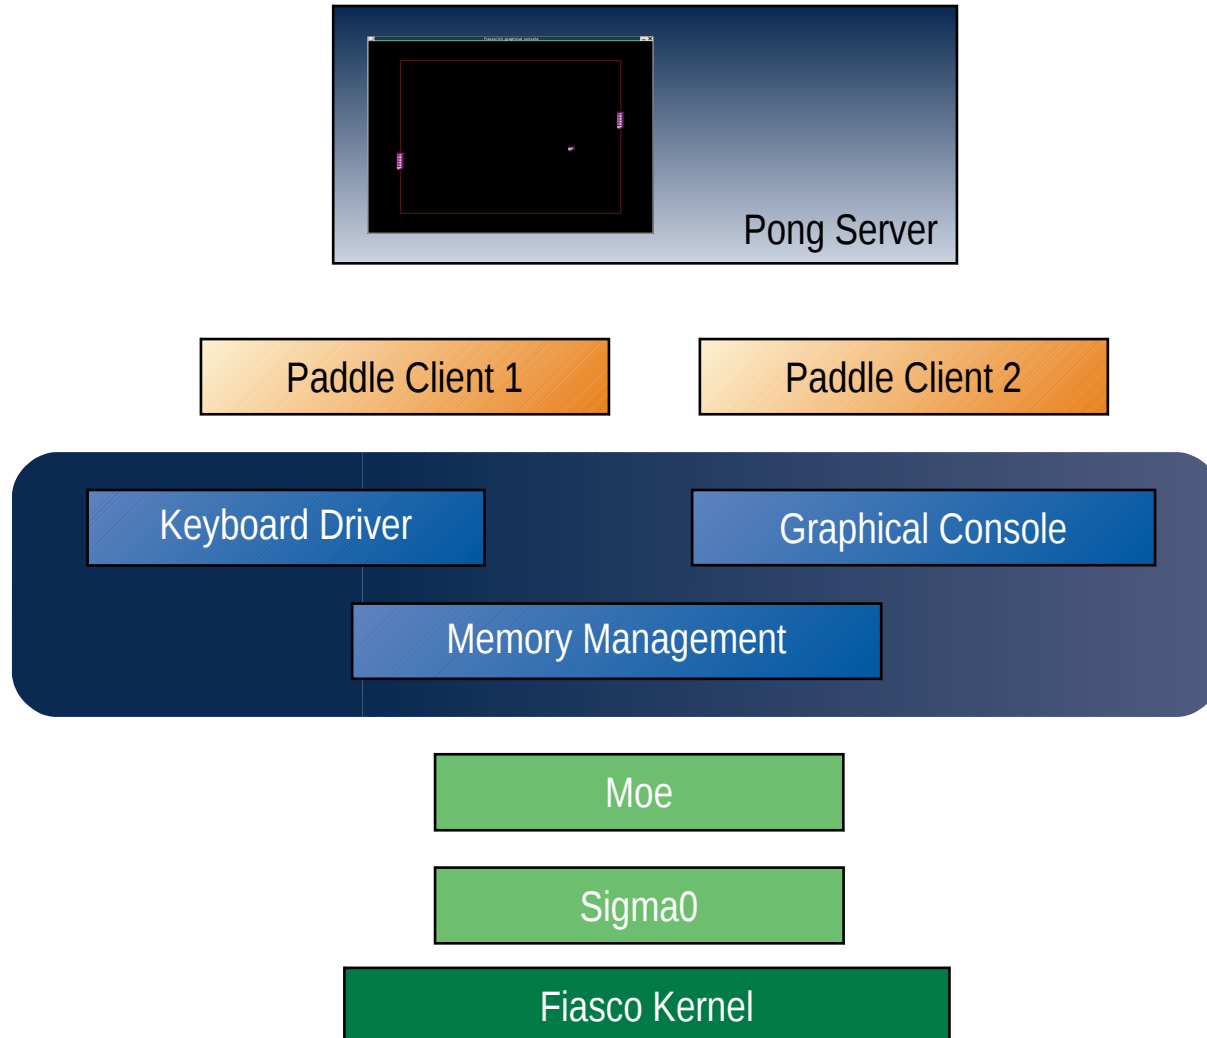 Pong Server
Paddle Client 1
Paddle Client 2
Keyboard Driver
Graphical Console
Memory Management
Moe
Sigma0
Fiasco Kernel